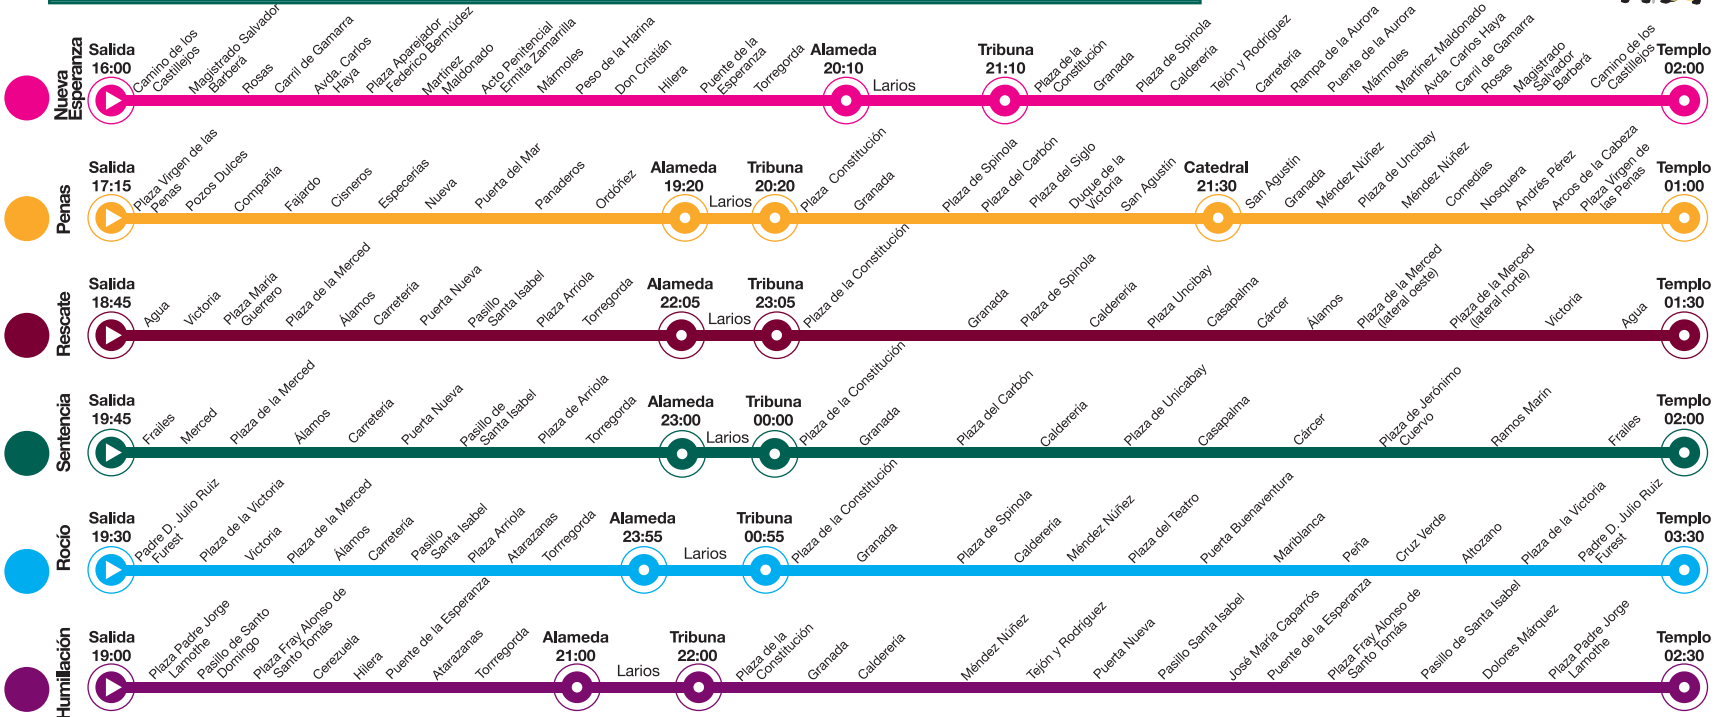 Nueva
Esperanza
Salida
16:00
Camino de los
Castillejos
Magistrado Salvador
Barberá
Rosas
Carril de Gamarra
Avda. Carlos
Haya
Plaza Aparejador
Federico Bermúdez
Martínez
Maldonado
Acto Penitencial
Ermita Zamarrilla
Mármoles
Peso de la Harina
Don Cristián
Hilera
Puente de la
Esperanza
Torregorda
Alameda
20:10
Larios
Tribuna
21:10
Plaza de la
Constitución
Granada
Plaza de Spinola
Calderería
Tejón y Rodríguez
Carretería
Rampa de la Aurora
Puente de la Aurora
Mármoles
Martínez Maldonado
Avda. Carlos Haya
Carril de Gamarra
Rosas
Magistrado
Salvador
Barberá
Camino de los
Castillejos
Templo
02:00
Penas
Salida
17:15
Plaza Virgen de las
Penas
Pozos Dulces
Compañía
Fajardo
Cisneros
Especerías
Nueva
Puerta del Mar
Panaderos
Ordóñez
Alameda
19:20
Larios
Tribuna
20:20
Plaza Constitución
Granada
Plaza de Spinola
Plaza del Carbón
Plaza del Siglo
Duque de la
Victoria
San Agustín
Catedral
21:30
San Agustín
Granada
Méndez Núñez
Plaza de Uncibay
Méndez Núñez
Comedias
Nosquera
Andrés Pérez
Arcos de la Cabeza
Plaza Virgen de
las Penas
Templo
01:00
Rescate
Salida
18:45
Agua
Victoria
Plaza María
Guerrero
Plaza de la Merced
Álamos
Carretería
Puerta Nueva
Pasillo
Santa Isabel
Plaza Arriola
Torregorda
Alameda
22:05
Larios
Tribuna
23:05
Plaza de la Constitución
Granada
Plaza de Spinola
Calderería
Plaza Uncibay
Casapalma
Cárcer
Álamos
Plaza de la Merced
(lateral oeste)
Plaza de la Merced
(lateral norte)
Victoria
Agua
Templo
01:30
Sentencia
Salida
19:45
Frailes
Merced
Plaza de la Merced
Álamos
Carretería
Puerta Nueva
Pasillo de
Santa Isabel
Plaza de Arriola
Torregorda
Alameda
23:00
Larios
Tribuna
00:00
Plaza de la Constitución
Granada
Plaza del Carbón
Calderería
Plaza de Unicabay
Casapalma
Cárcer
Plaza de Jerónimo
Cuervo
Ramos Marín
Frailes
Templo
02:00
Rocío
Salida
19:30
Padre D. Julio Ruiz
Furest
Plaza de la Victoria
Victoria
Plaza de la Merced
Álamos
Carretería
Pasillo
Santa Isabel
Plaza Arriola
Atarazanas
Torrregorda
Alameda
23:55
Larios
Tribuna
00:55
Plaza de la Constitución
Granada
Plaza de Spinola
Calderería
Méndez Núñez
Plaza del Teatro
Puerta Buenaventura
Mariblanca
Peña
Cruz Verde
Altozano
Plaza de la Victoria
Padre D. Julio Ruiz
Furest
Templo
03:30
Humillación
Salida
19:00
Plaza Padre Jorge
Lamothe
Pasillo de Santo
Domingo
Plaza Fray Alonso de
Santo Tomás
Cerezuela
Hilera
Puente de la Esperanza
Atarazanas
Torrregorda
Alameda
21:00
Larios
Tribuna
22:00
Plaza de la
Constitución
Granada
Calderería
Méndez Núñez
Tejón y Rodríguez
Puerta Nueva
Pasillo Santa Isabel
José María Caparrós
Puente de la Esperanza
Plaza Fray Alonso de
Santo Tomás
Pasillo de Santa Isabel
Dolores Márquez
Plaza Padre Jorge
Lamothe
Templo
02:30